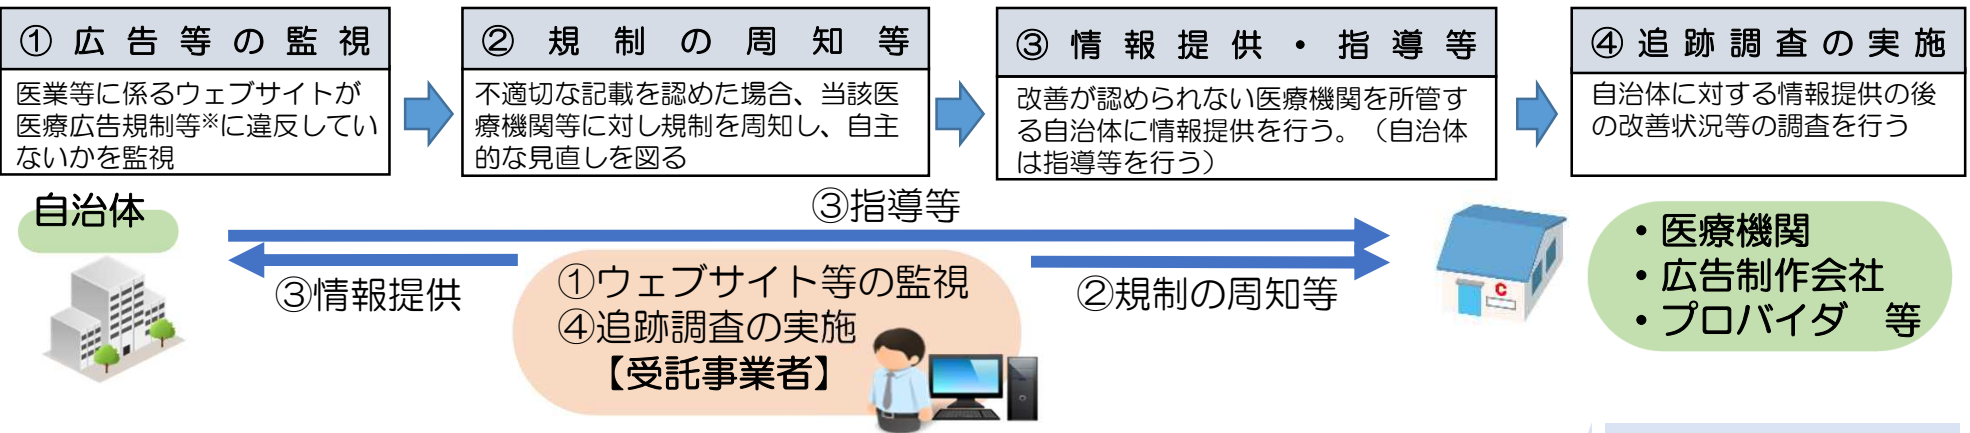 ①広告等の監視
医業等に係るウェブサイトが
医療広告規制等※に違反してい
ないかを監視
②規制の周知等
不適切な記載を認めた場合、当該医
療機関等に対し規制を周知し、自主
的な見直しを図る
③情報提供・指導等
改善が認められない医療機関を所管す
る自治体に情報提供を行う。（自治体
は指導等を行う）
④追跡調査の実施
自治体に対する情報提供の後
の改善状況等の調査を行う
自治体
③指導等
③情報提供
①ウェブサイト等の監視
④追跡調査の実施
【受託事業者】
②規制の周知等
C
・医療機関
・広告制作会社
・プロバイダ　等